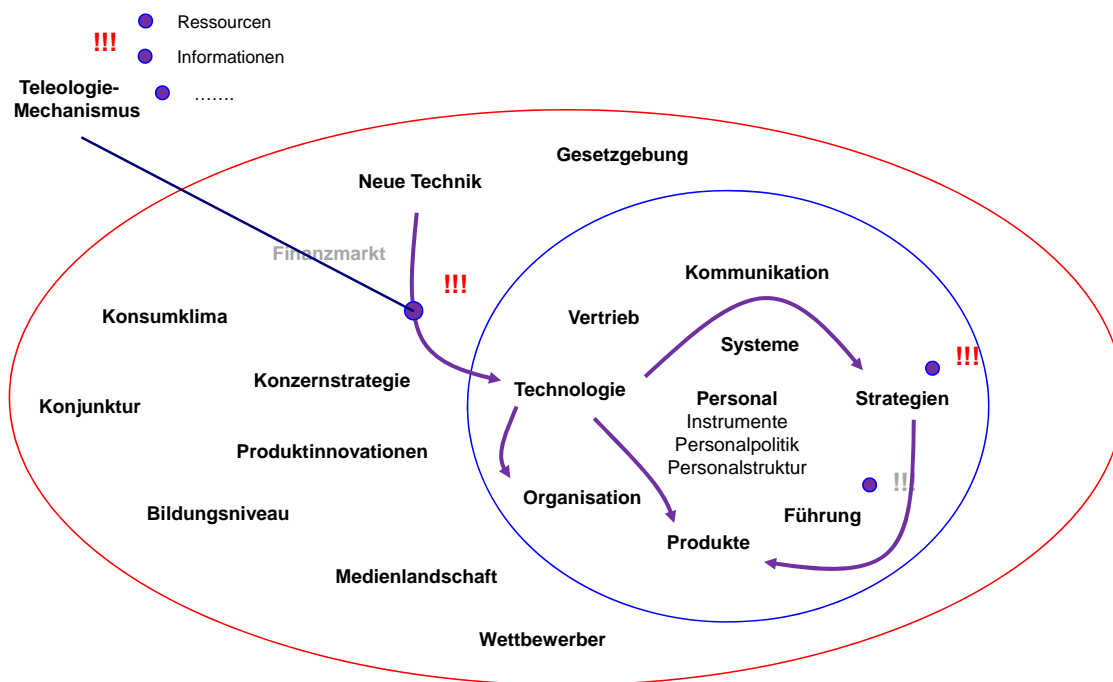 Ressourcen
!!!
Informationen
Teleologie-
Mechanismus
.......
Gesetzgebung
Neue Technik
Finanzmarkt
!!!
Kommunikation
Konsumklima
Vertrieb
Systeme
!!!
Konzernstrategie
Technologie
Personal
Strategien
Konjunktur
Instrumente
Personalpolitik
Produktinnovationen
Personalstruktur
!!!
Organisation
Bildungsniveau
Führung
Produkte
Medienlandschaft
Wettbewerber